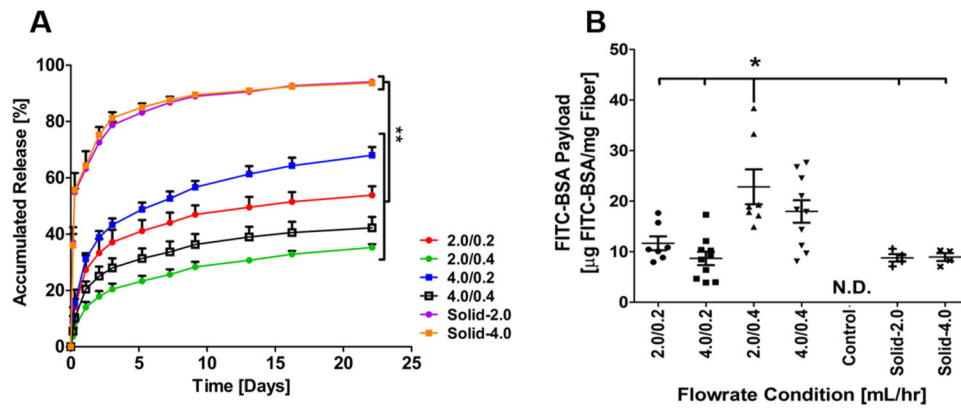 A
Accumulated Release [%]
100
80
60
40
20
0
0
5
10
15
20
25
Time [Days]
**
2.0/0.2
2.0/0.4
4.0/0.2
4.0/0.4
Solid-2.0
Solid-4.0
B
FITC-BSA Payload
[µg FITC-BSA/mg Fiber]
50
40
30
20
10
0
*
N.D.
2.0/0.2
4.0/0.2
2.0/0.4
4.0/0.4
Control
Solid-2.0
Solid-4.0
Flowrate Condition [mL/hr]